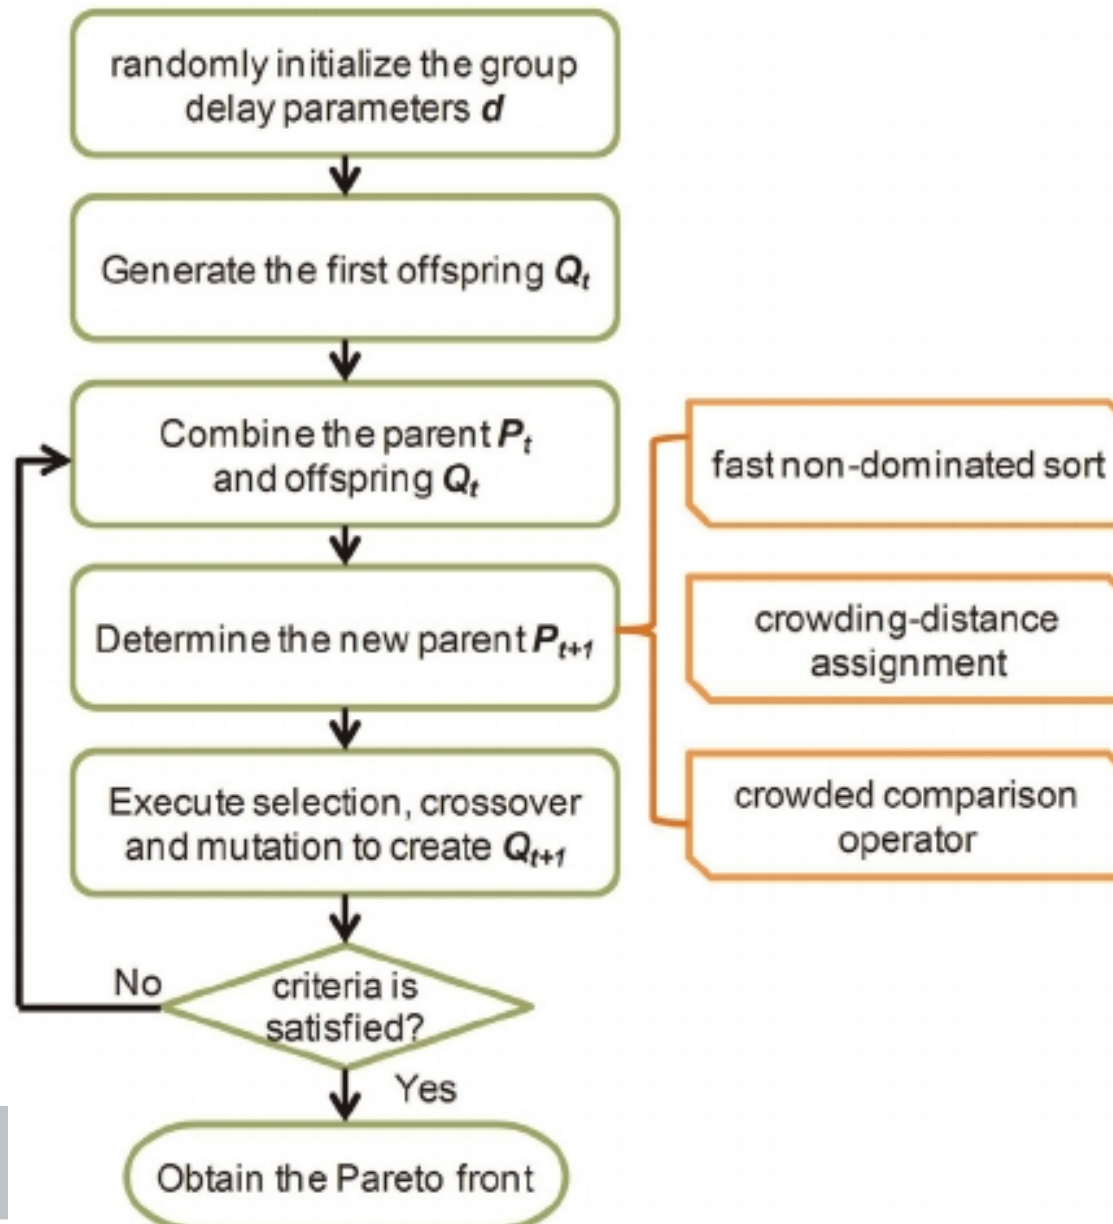 randomly initialize the group
delay parameters d
Generate the first offspring Qt
Combine the parent Pt
and offspring Qt
fast non-dominated sort
Determine the new parent Pt+1
crowding-distance
assignment
Execute selection, crossover
and mutation to create Qt+1
crowded comparison
operator
No
criteria is
satisfied?
Yes
Obtain the Pareto front